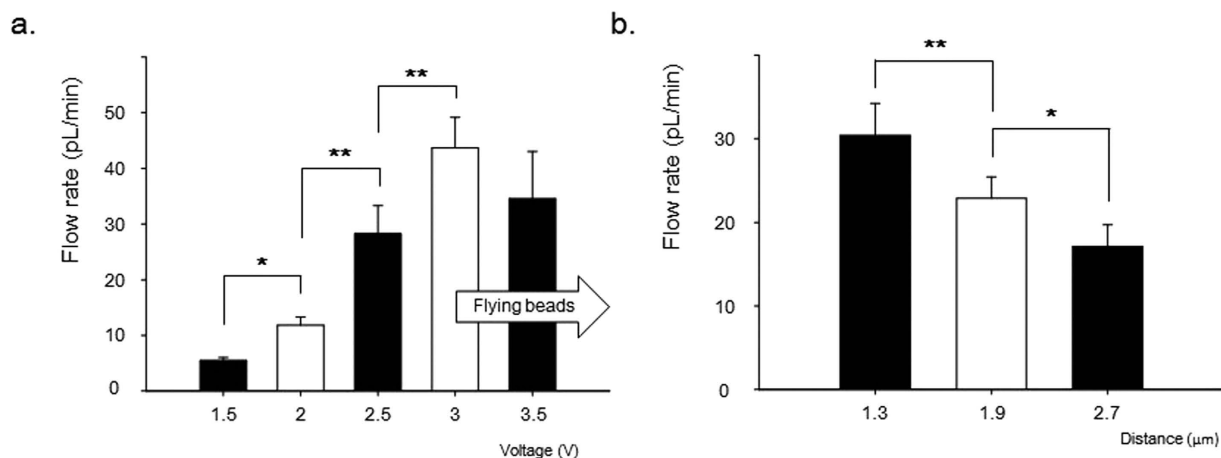 a.
Flow rate (pL/min)
50
40
30
20
10
0
**
**
*
Flying beads
1.5 2 2.5 3 3.5
Voltage (V)
b.
Flow rate (pL/min)
30
20
10
0
**
*
1.3 1.9 2.7
Distance (μm)